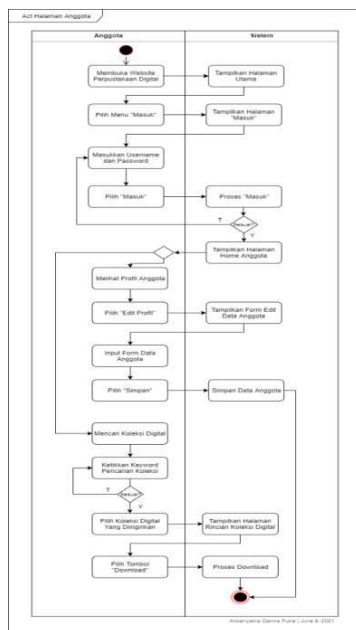 Act Halaman Anggota
Anggota
Sistem
Membuka Website
Perpustakaan Digital
Tampilkan Halaman
Utama
Pilih Menu "Masuk"
Tampilkan Halaman
"Masuk"
Masukkan Username
dan Password
Pilih "Masuk"
Proses "Masuk"
T
Sesuai?
Y
Tampilkan Halaman
Home Anggota
Melihat Profil Anggota
Pilih "Edit Profil"
Tampilkan Form Edit
Data Anggota
Input Form Data
Anggota
Pilih "Simpan"
Simpan Data Anggota
Mencari Koleksi Digital
Ketikkan Keyword
Pencarian Koleksi
T
Sesuai?
Y
Pilih Koleksi Digital
Yang Diinginkan
Tampilkan Halaman
Rincian Koleksi Digital
Pilih Tombol
"Download"
Proses Download